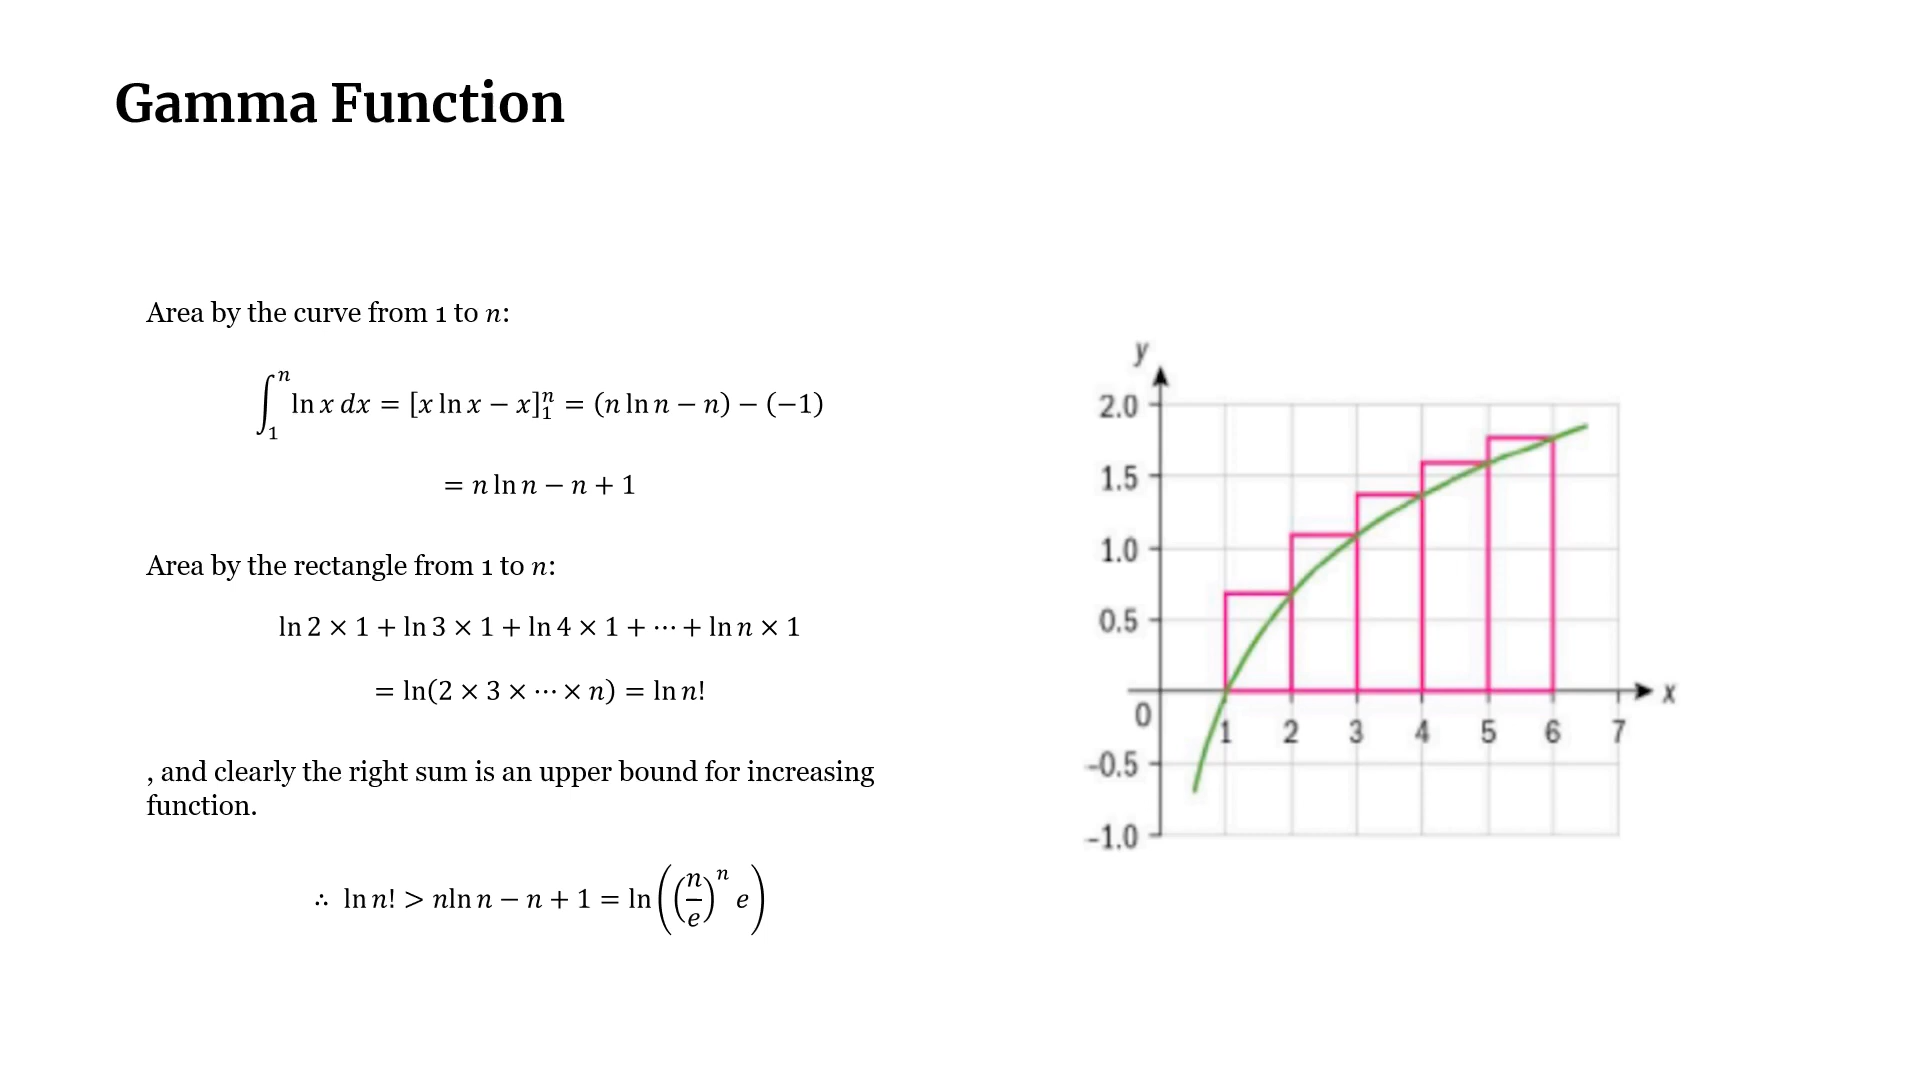 Gamma Function
Area by the curve from 1 to n:
∫₁ⁿ ln x dx = [x ln x − x]₁ⁿ = (n ln n − n) − (−1)
= n ln n − n + 1
Area by the rectangle from 1 to n:
ln 2 × 1 + ln 3 × 1 + ln 4 × 1 + ⋯ + ln n × 1
= ln(2 × 3 × ⋯ × n) = ln n!
, and clearly the right sum is an upper bound for increasing
function.
∴ ln n! > nln n − n + 1 = ln((n/e)ⁿ e)
y
2.0
1.5
1.0
0.5
0
-0.5
-1.0
1 2 3 4 5 6 7
x